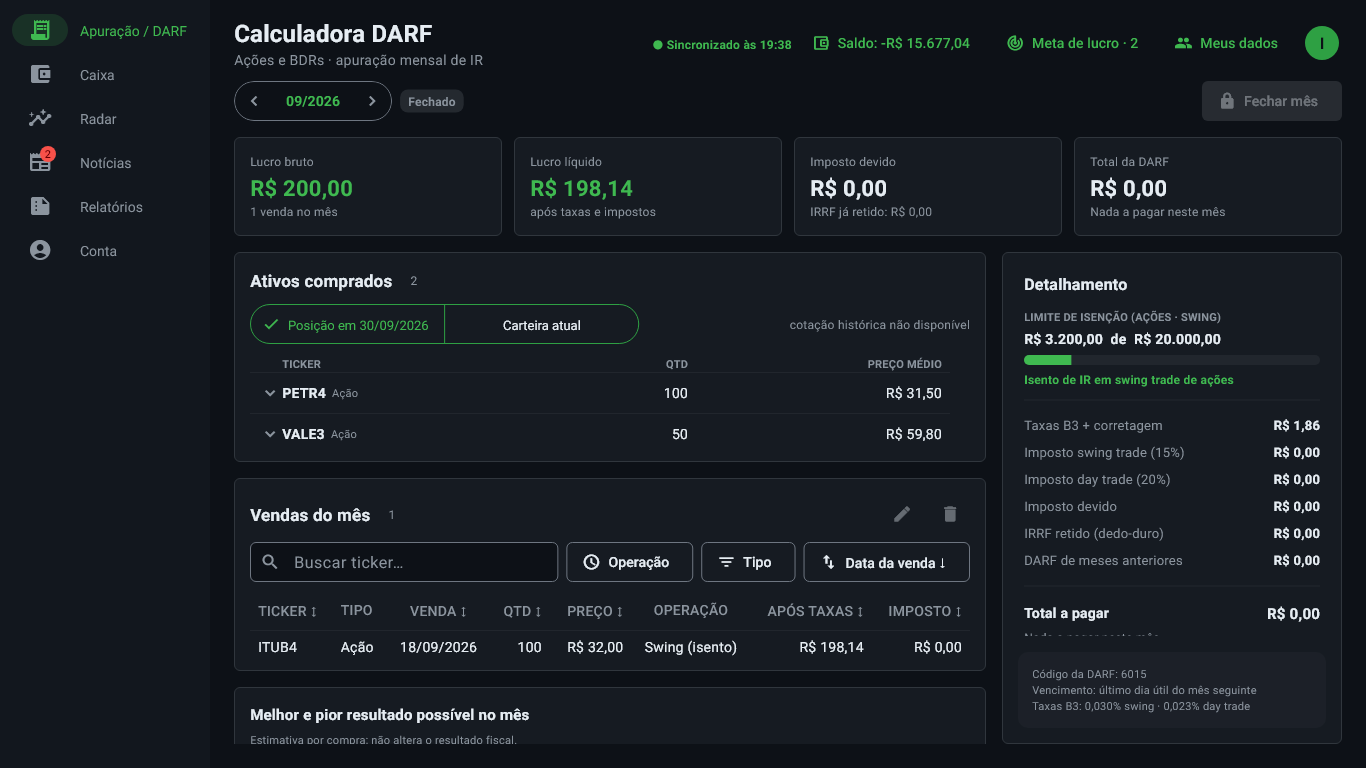 Apuração / DARF
Caixa
Radar
2
Notícias
Relatórios
Conta
Calculadora DARF
Ações e BDRs · apuração mensal de IR
Sincronizado às 19:38
Saldo: -R$ 15.677,04
Meta de lucro · 2
Meus dados
I
09/2026
Fechado
Fechar mês
Lucro bruto
R$ 200,00
1 venda no mês
Lucro líquido
R$ 198,14
após taxas e impostos
Imposto devido
R$ 0,00
IRRF já retido: R$ 0,00
Total da DARF
R$ 0,00
Nada a pagar neste mês
Ativos comprados 2
Posição em 30/09/2026
Carteira atual
cotação histórica não disponível
TICKER QTD PREÇO MÉDIO
PETR4 Ação 100 R$ 31,50
VALE3 Ação 50 R$ 59,80
Vendas do mês 1
Buscar ticker...
Operação
Tipo
Data da venda ↓
TICKER ↕ TIPO VENDA ↕ QTD ↕ PREÇO ↕ OPERAÇÃO APÓS TAXAS ↕ IMPOSTO ↕
ITUB4 Ação 18/09/2026 100 R$ 32,00 Swing (isento) R$ 198,14 R$ 0,00
Melhor e pior resultado possível no mês
Estimativa por compra; não altera o resultado fiscal.
Detalhamento
LIMITE DE ISENÇÃO (AÇÕES · SWING)
R$ 3.200,00 de R$ 20.000,00
Isento de IR em swing trade de ações
Taxas B3 + corretagem R$ 1,86
Imposto swing trade (15%) R$ 0,00
Imposto day trade (20%) R$ 0,00
Imposto devido R$ 0,00
IRRF retido (dedo-duro) R$ 0,00
DARF de meses anteriores R$ 0,00
Total a pagar R$ 0,00
Código da DARF: 6015
Vencimento: último dia útil do mês seguinte
Taxas B3: 0,030% swing · 0,023% day trade